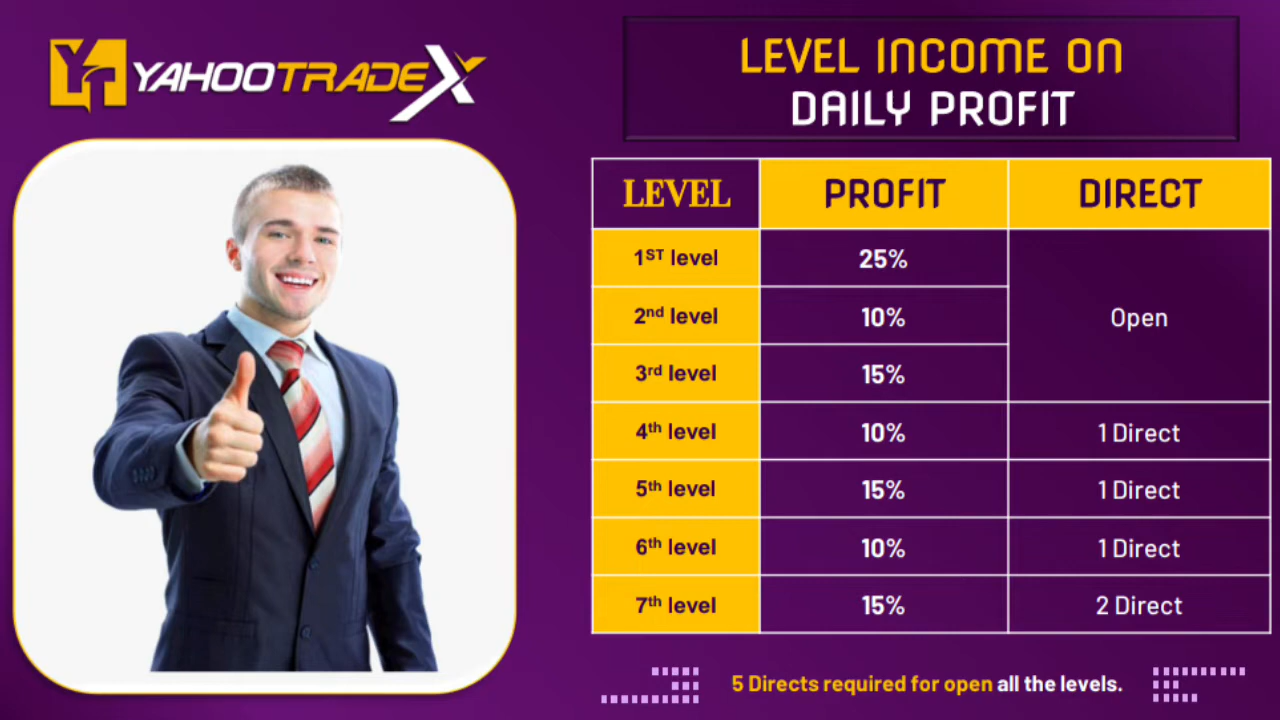 YT YAHOOTRADEX
LEVEL INCOME ON
DAILY PROFIT
LEVEL PROFIT DIRECT
1ST level 25%
2nd level 10% Open
3rd level 15%
4th level 10% 1 Direct
5th level 15% 1 Direct
6th level 10% 1 Direct
7th level 15% 2 Direct
5 Directs required for open all the levels.